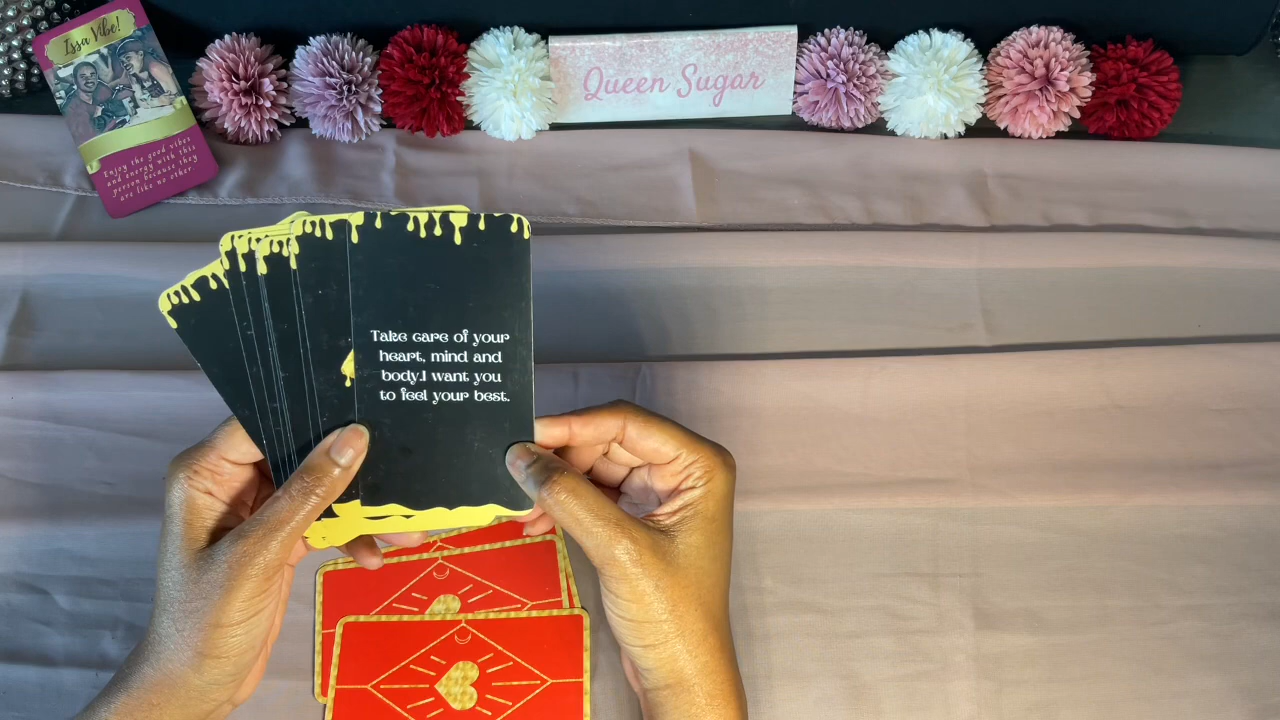 Issa Vibe!
Enjoy the good vibes
and energy with this
person because they
are like no other.
Queen Sugar
Take care of your
heart, mind and
body.I want you
to feel your best.